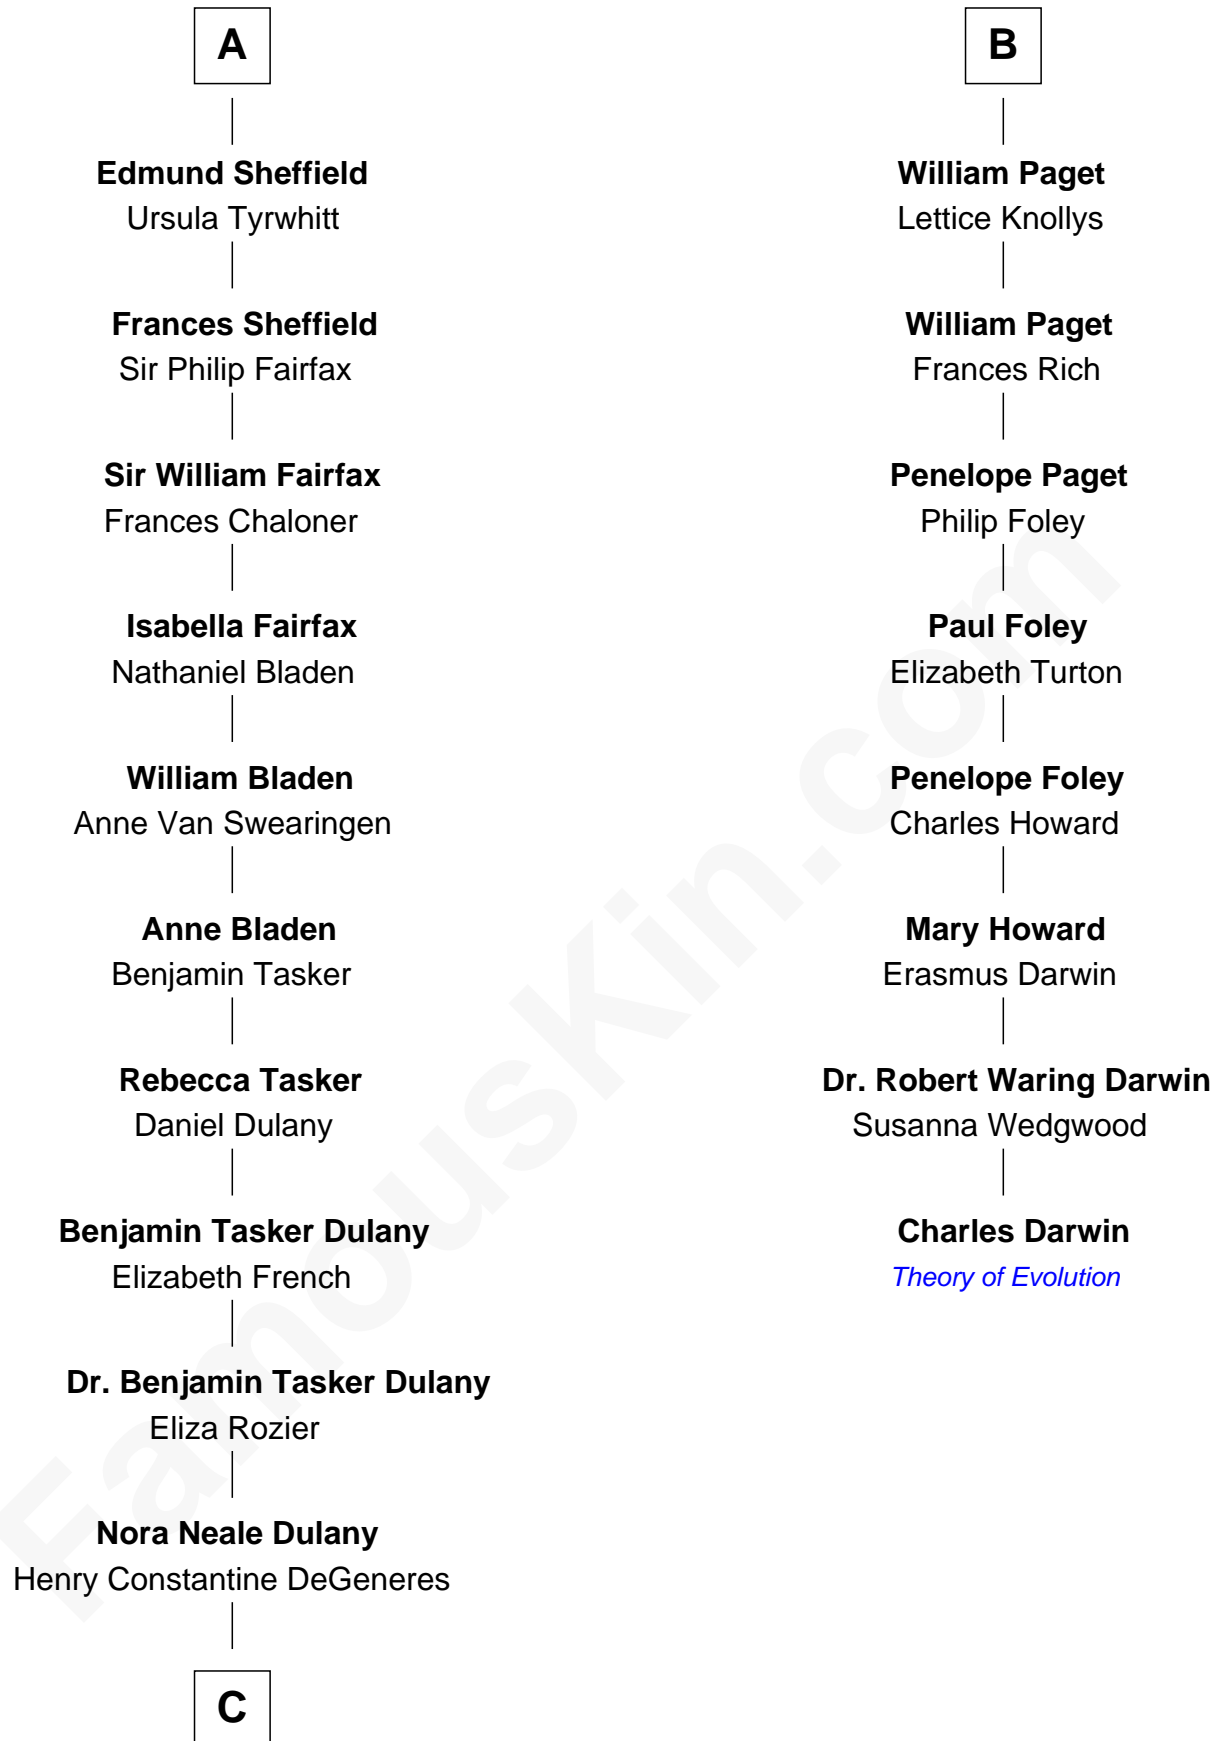 A
Edmund Sheffield
Ursula Tyrwhitt
Frances Sheffield
Sir Philip Fairfax
Sir William Fairfax
Frances Chaloner
Isabella Fairfax
Nathaniel Bladen
William Bladen
Anne Van Swearingen
Anne Bladen
Benjamin Tasker
Rebecca Tasker
Daniel Dulany
Benjamin Tasker Dulany
Elizabeth French
Dr. Benjamin Tasker Dulany
Eliza Rozier
Nora Neale Dulany
Henry Constantine DeGeneres
C
B
William Paget
Lettice Knollys
William Paget
Frances Rich
Penelope Paget
Philip Foley
Paul Foley
Elizabeth Turton
Penelope Foley
Charles Howard
Mary Howard
Erasmus Darwin
Dr. Robert Waring Darwin
Susanna Wedgwood
Charles Darwin
Theory of Evolution
FamousKin.com